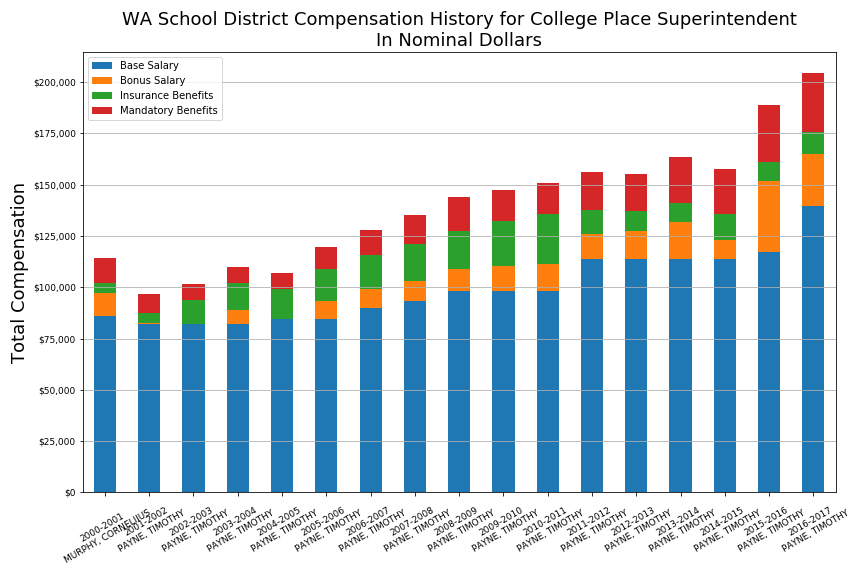 WA School District Compensation History for College Place Superintendent
In Nominal Dollars
Base Salary
Bonus Salary
Insurance Benefits
Mandatory Benefits
Total Compensation
$200,000
$175,000
$150,000
$125,000
$100,000
$75,000
$50,000
$25,000
$0
2000-2001
MURPHY, CORNELIUS
2001-2002
PAYNE, TIMOTHY
2002-2003
PAYNE, TIMOTHY
2003-2004
PAYNE, TIMOTHY
2004-2005
PAYNE, TIMOTHY
2005-2006
PAYNE, TIMOTHY
2006-2007
PAYNE, TIMOTHY
2007-2008
PAYNE, TIMOTHY
2008-2009
PAYNE, TIMOTHY
2009-2010
PAYNE, TIMOTHY
2010-2011
PAYNE, TIMOTHY
2011-2012
PAYNE, TIMOTHY
2012-2013
PAYNE, TIMOTHY
2013-2014
PAYNE, TIMOTHY
2014-2015
PAYNE, TIMOTHY
2015-2016
PAYNE, TIMOTHY
2016-2017
PAYNE, TIMOTHY